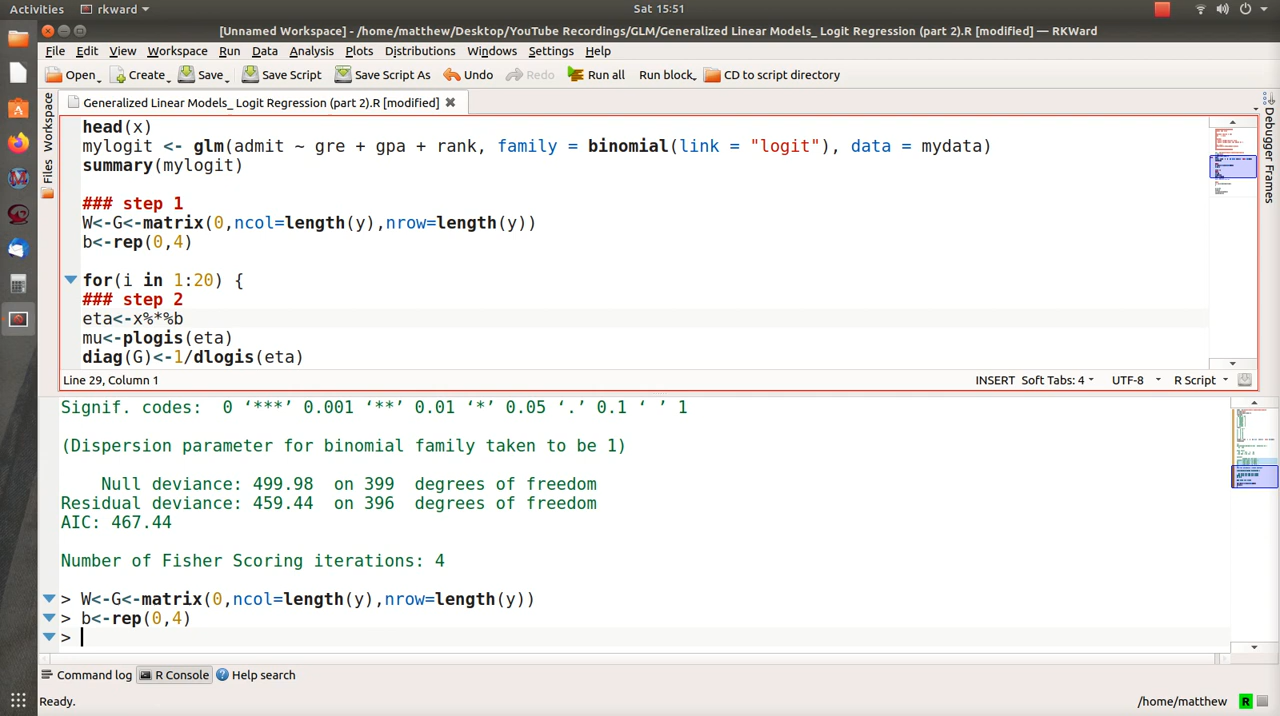 Activities rkward Sat 15:51
[Unnamed Workspace] - /home/matthew/Desktop/YouTube Recordings/GLM/Generalized Linear Models_ Logit Regression (part 2).R [modified] — RKWard
File Edit View Workspace Run Data Analysis Plots Distributions Windows Settings Help
Open Create Save Save Script Save Script As Undo Redo Run all Run block CD to script directory
Generalized Linear Models_ Logit Regression (part 2).R [modified]
Workspace
Files
Debugger Frames
head(x)
mylogit <- glm(admit ~ gre + gpa + rank, family = binomial(link = "logit"), data = mydata)
summary(mylogit)
### step 1
W<-G<-matrix(0,ncol=length(y),nrow=length(y))
b<-rep(0,4)
for(i in 1:20) {
### step 2
eta<-x%*%b
mu<-plogis(eta)
diag(G)<-1/dlogis(eta)
Line 29, Column 1 INSERT Soft Tabs: 4 UTF-8 R Script
Signif. codes:  0 ‘***’ 0.001 ‘**’ 0.01 ‘*’ 0.05 ‘.’ 0.1 ‘ ’ 1
(Dispersion parameter for binomial family taken to be 1)
Null deviance: 499.98  on 399  degrees of freedom
Residual deviance: 459.44  on 396  degrees of freedom
AIC: 467.44
Number of Fisher Scoring iterations: 4
> W<-G<-matrix(0,ncol=length(y),nrow=length(y))
> b<-rep(0,4)
>
Command log R Console Help search
Ready. /home/matthew R